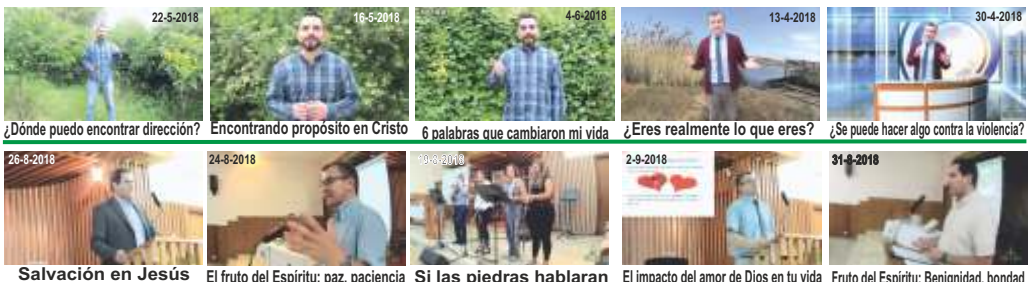 22-5-2018
16-5-2018
4-6-2018
13-4-2018
30-4-2018
¿Dónde puedo encontrar dirección?
Encontrando propósito en Cristo
6 palabras que cambiaron mi vida
¿Eres realmente lo que eres?
¿Se puede hacer algo contra la violencia?
26-8-2018
24-8-2018
2-9-2018
31-8-2018
Salvación en Jesús
El fruto del Espíritu: paz, paciencia
Si las piedras hablaran
El impacto del amor de Dios en tu vida
Fruto del Espíritu: Benignidad, bondad